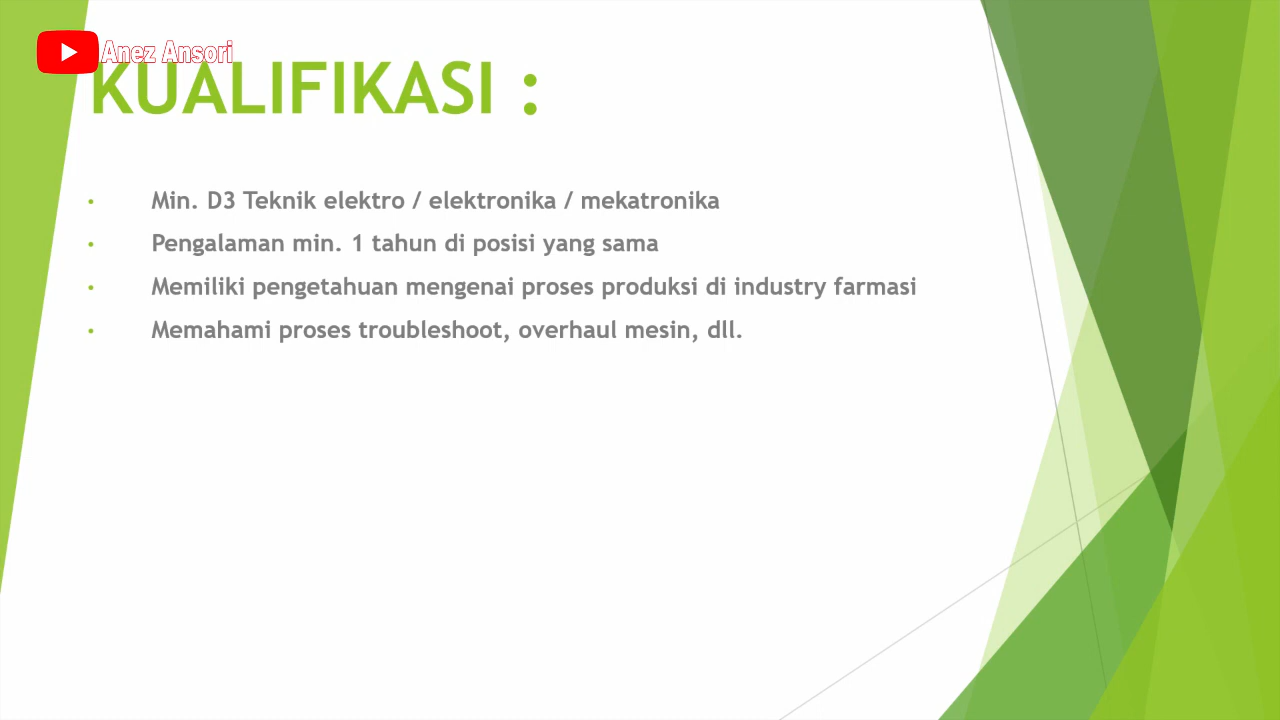 Anez Ansori
KUALIFIKASI :
• Min. D3 Teknik elektro / elektronika / mekatronika
• Pengalaman min. 1 tahun di posisi yang sama
• Memiliki pengetahuan mengenai proses produksi di industry farmasi
• Memahami proses troubleshoot, overhaul mesin, dll.